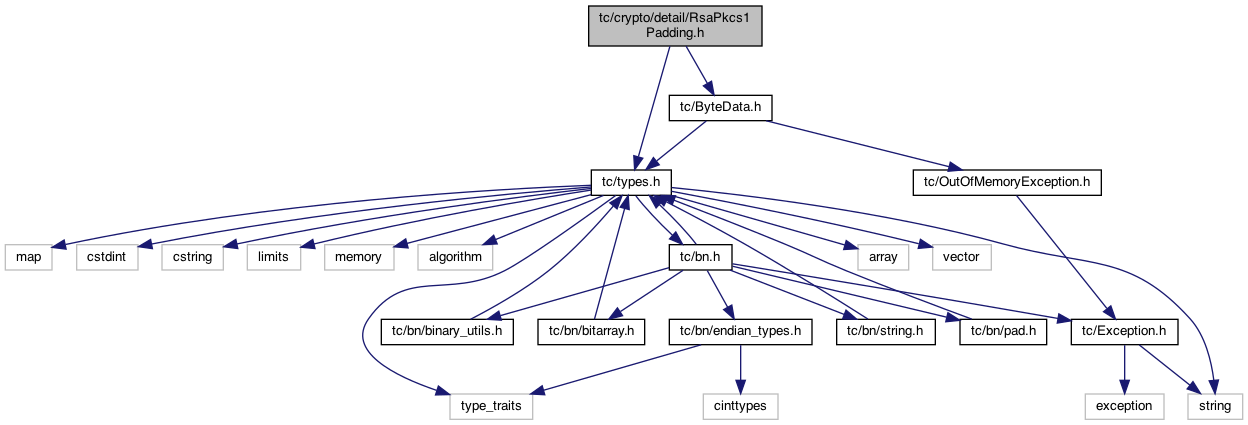 tc/crypto/detail/RsaPkcs1
Padding.h
tc/ByteData.h
tc/types.h
tc/OutOfMemoryException.h
map
cstdint
cstring
limits
memory
algorithm
tc/bn.h
array
vector
tc/bn/binary_utils.h
tc/bn/bitarray.h
tc/bn/endian_types.h
tc/bn/string.h
tc/bn/pad.h
tc/Exception.h
type_traits
cinttypes
exception
string